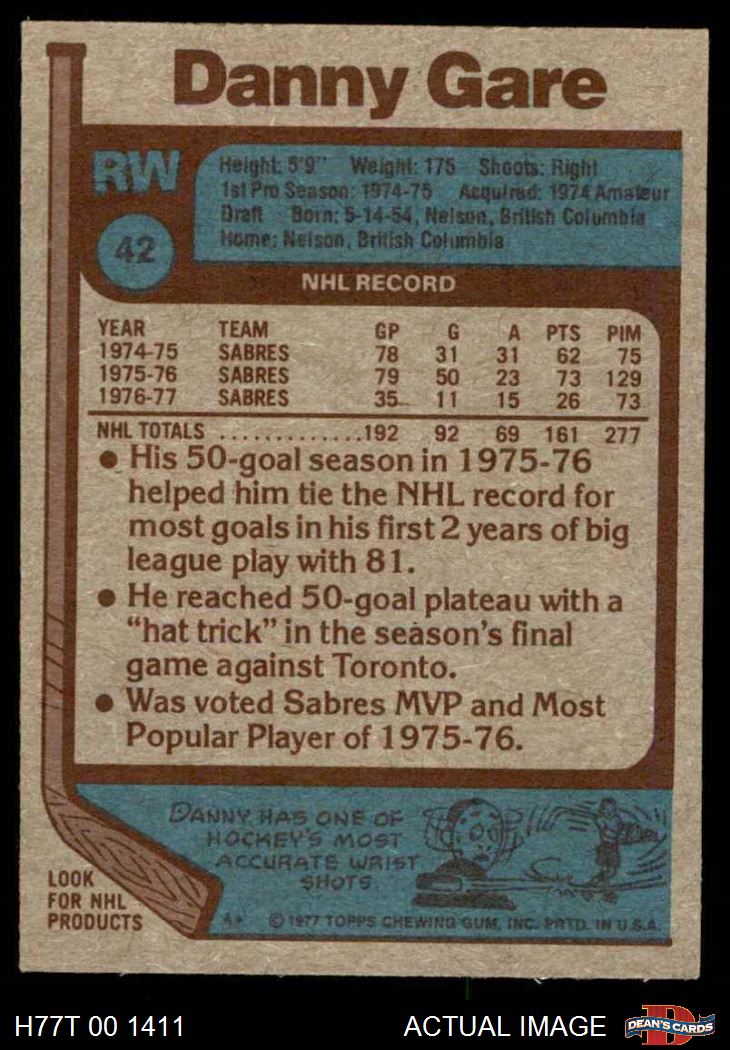 Danny Gare
RW
42
Height: 5'9" Weight: 175 Shoots: Right
1st Pro Season: 1974-75 Acquired: 1974 Amateur
Draft Born: 5-14-54, Nelson, British Columbia
Home: Nelson, British Columbia
NHL RECORD
YEAR TEAM GP G A PTS PIM
1974-75 SABRES 78 31 31 62 75
1975-76 SABRES 79 50 23 73 129
1976-77 SABRES 35 11 15 26 73
NHL TOTALS .............192 92 69 161 277
● His 50-goal season in 1975-76
helped him tie the NHL record for
most goals in his first 2 years of big
league play with 81.
● He reached 50-goal plateau with a
“hat trick” in the season's final
game against Toronto.
● Was voted Sabres MVP and Most
Popular Player of 1975-76.
DANNY HAS ONE OF
HOCKEY'S MOST
ACCURATE WRIST
SHOTS.
LOOK
FOR NHL
PRODUCTS
A* © 1977 TOPPS CHEWING GUM, INC. PRTD. IN U.S.A.
H77T 00 1411
ACTUAL IMAGE
D
DEAN'S CARDS